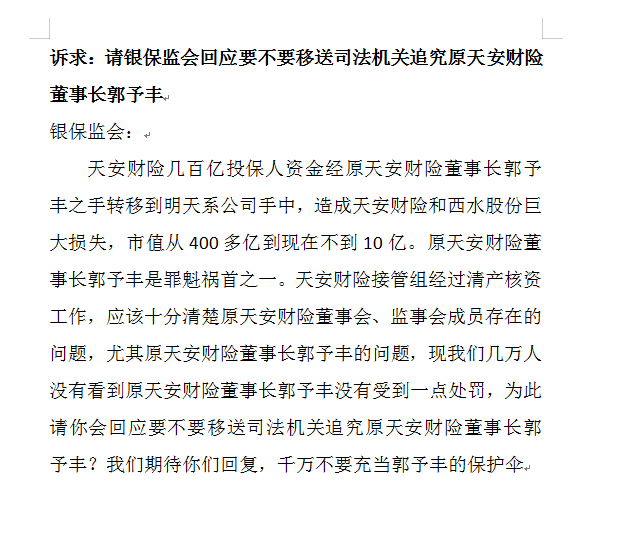 诉求：请银保监会回应要不要移送司法机关追究原天安财险
董事长郭予丰
银保监会：
天安财险几百亿投保人资金经原天安财险董事长郭予
丰之手转移到明天系公司手中，造成天安财险和西水股份巨
大损失，市值从 400 多亿到现在不到 10 亿。原天安财险董
事长郭予丰是罪魁祸首之一。天安财险接管组经过清产核资
工作，应该十分清楚原天安财险董事会、监事会成员存在的
问题，尤其原天安财险董事长郭予丰的问题，现我们几万人
没有看到原天安财险董事长郭予丰没有受到一点处罚，为此
请你会回应要不要移送司法机关追究原天安财险董事长郭
予丰？我们期待你们回复，千万不要充当郭予丰的保护伞